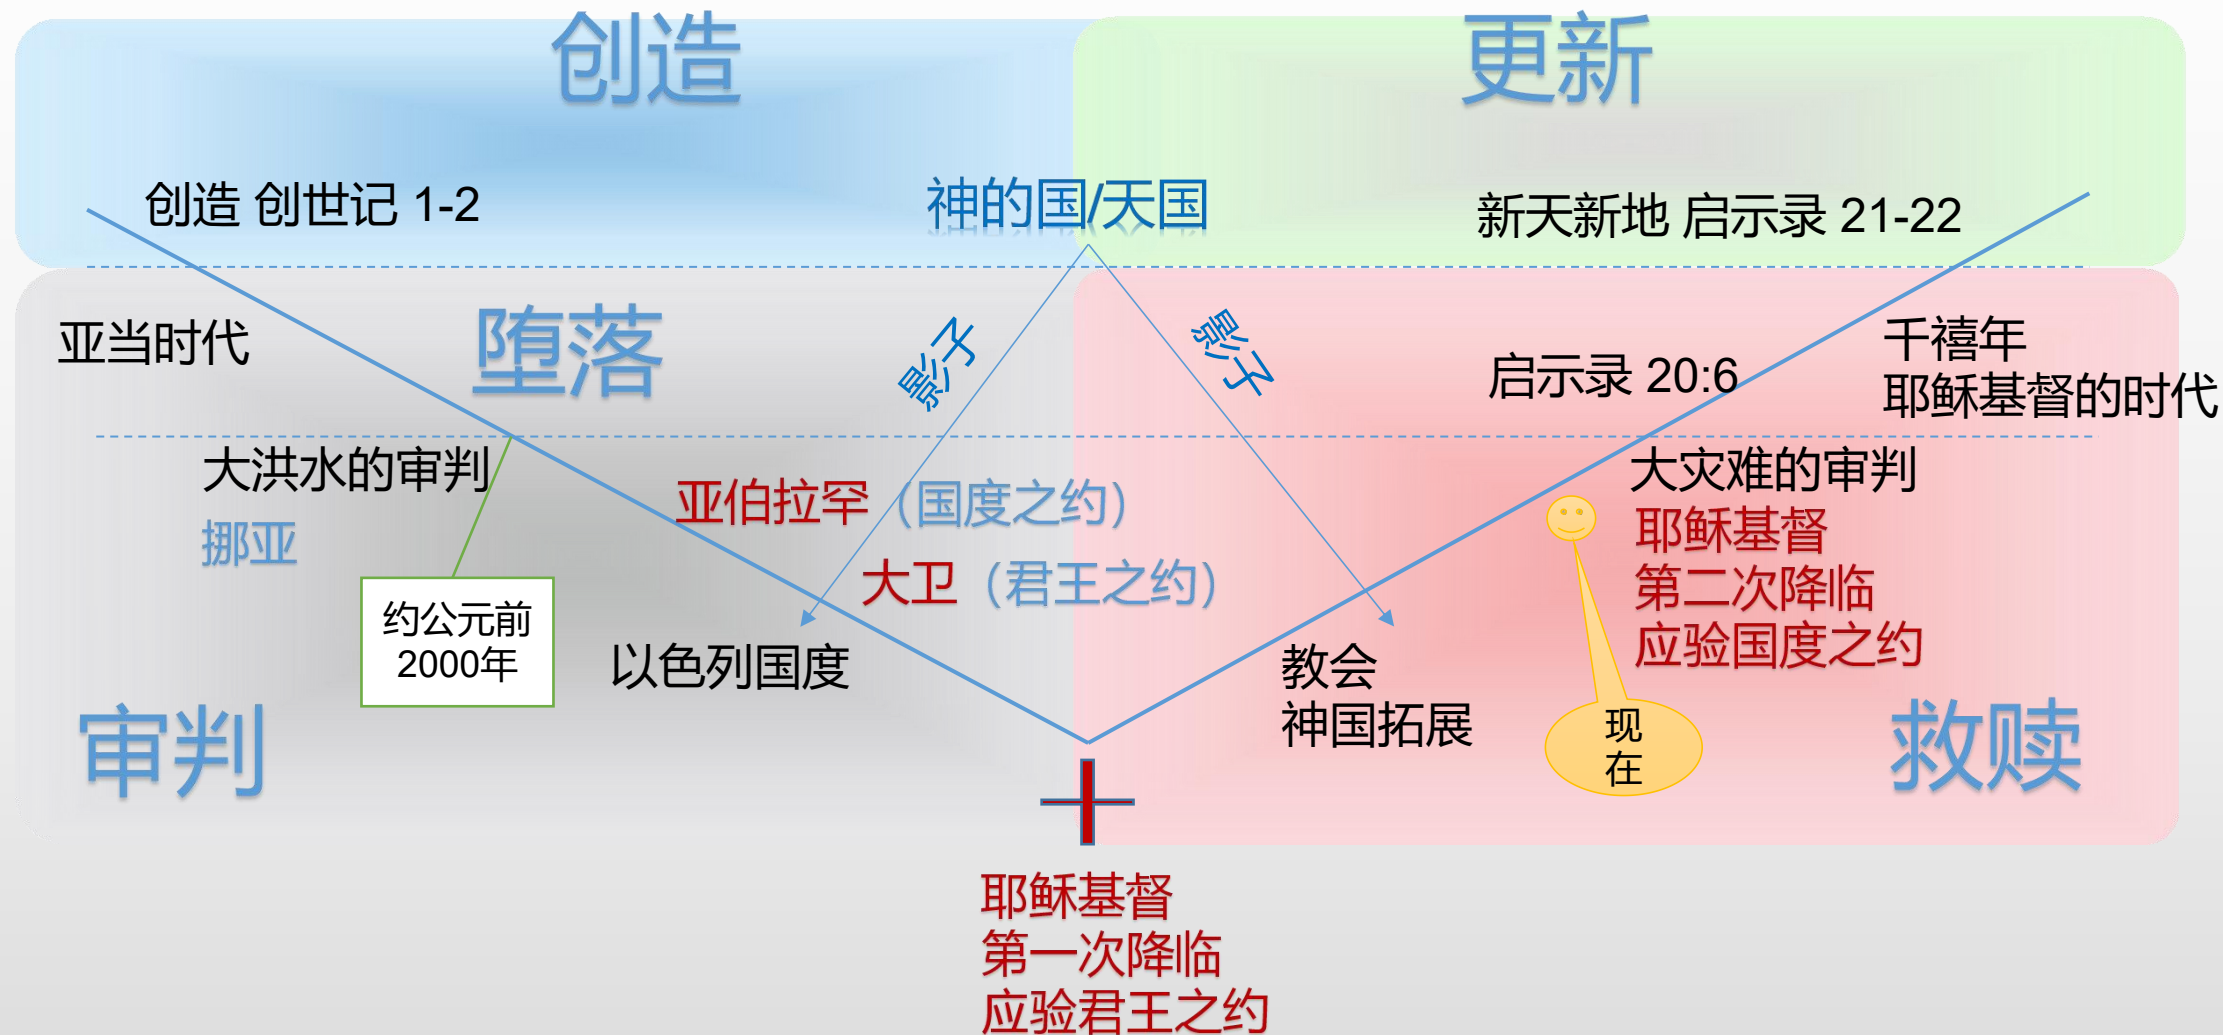 创造
更新
创造 创世记 1-2
神的国/天国
新天新地 启示录 21-22
亚当时代
堕落
影子
影子
启示录 20:6
千禧年
耶稣基督的时代
大洪水的审判
挪亚
亚伯拉罕（国度之约）
大卫（君王之约）
大灾难的审判
耶稣基督
第二次降临
应验国度之约
约公元前
2000年
以色列国度
教会
神国拓展
现
在
审判
救赎
耶稣基督
第一次降临
应验君王之约